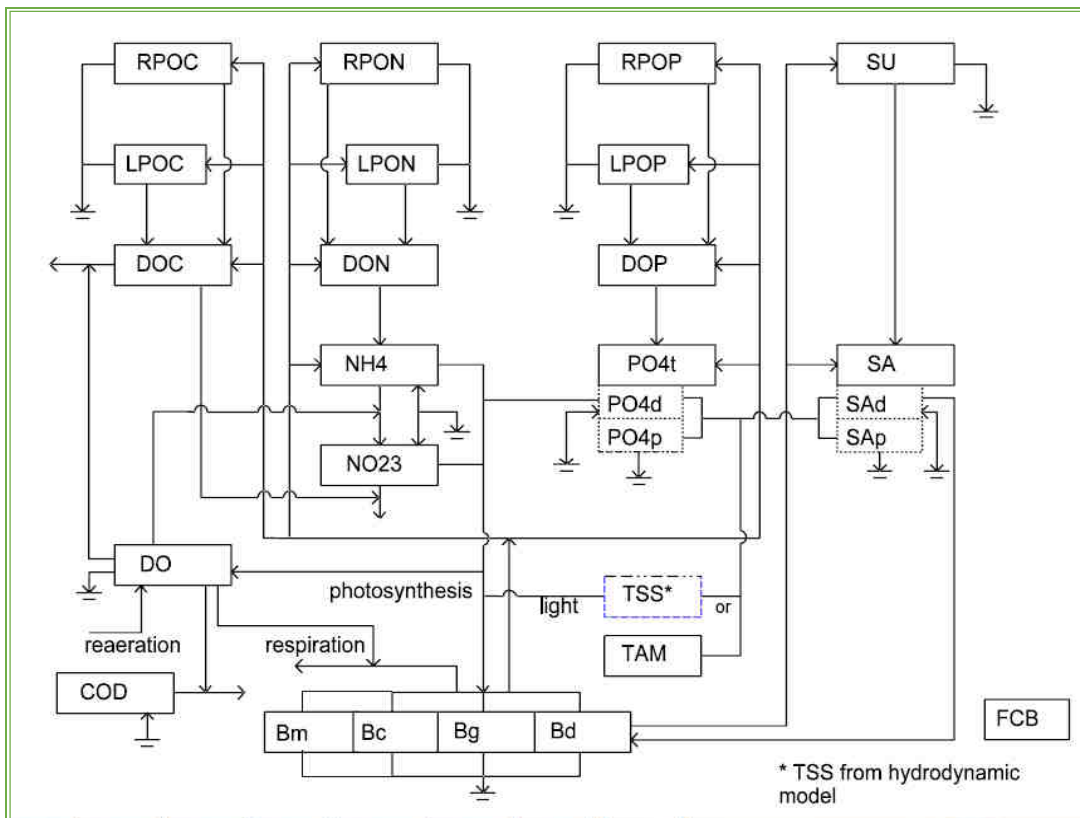 RPOC
RPON
RPOP
SU
LPOC
LPON
LPOP
DOC
DON
DOP
NH4
PO4t
SA
PO4d
SAd
PO4p
SAp
NO23
DO
photosynthesis
light
TSS*
or
reaeration
respiration
TAM
COD
FCB
Bm
Bc
Bg
Bd
* TSS from hydrodynamic
model